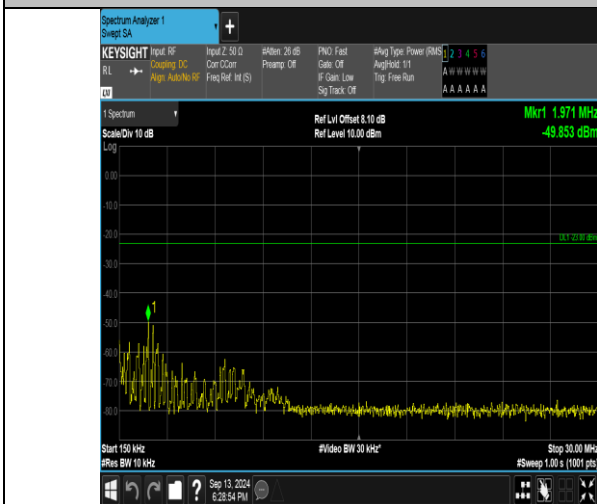 Spectrum Analyzer 1
Swept SA
+
KEYSIGHT Input: RF Input Z: 50 Ω #Atten: 26 dB PNO: Fast #Avg Type: Power (RMS 1 2 3 4 5 6
RL Coupling: DC Corr CCorr Preamp: Off Gate: Off Avg|Hold: 1/1 A W W W W W
Align: Auto/No RF Freq Ref: Int (S) IF Gain: Low Trig: Free Run
LXI Sig Track: Off A A A A A A
1 Spectrum Ref Lvl Offset 8.10 dB Mkr1 1.971 MHz
Scale/Div 10 dB Ref Level 10.00 dBm -49.853 dBm
Log
0.00
-10.0
-20.0
DL1 -23.00 dBm
-30.0
-40.0
1
-50.0
-60.0
-70.0
-80.0
Start 150 kHz #Video BW 30 kHz* Stop 30.00 MHz
#Res BW 10 kHz #Sweep 1.00 s (1001 pts)
? Sep 13, 2024
6:28:54 PM